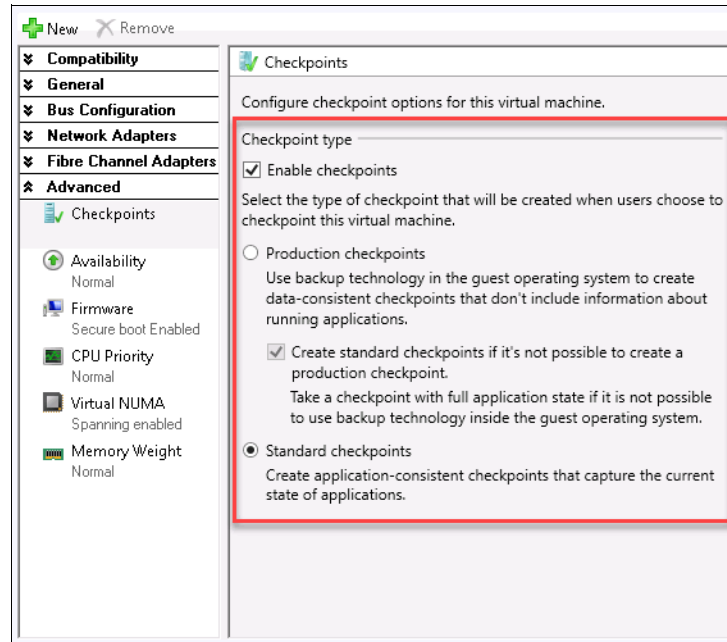 New Remove
Compatibility
General
Bus Configuration
Network Adapters
Fibre Channel Adapters
Advanced
Checkpoints
Availability
Normal
Firmware
Secure boot Enabled
CPU Priority
Normal
Virtual NUMA
Spanning enabled
Memory Weight
Normal
Checkpoints
Configure checkpoint options for this virtual machine.
Checkpoint type
Enable checkpoints
Select the type of checkpoint that will be created when users choose to
checkpoint this virtual machine.
Production checkpoints
Use backup technology in the guest operating system to create
data-consistent checkpoints that don't include information about
running applications.
Create standard checkpoints if it's not possible to create a
production checkpoint.
Take a checkpoint with full application state if it is not possible
to use backup technology inside the guest operating system.
Standard checkpoints
Create application-consistent checkpoints that capture the current
state of applications.